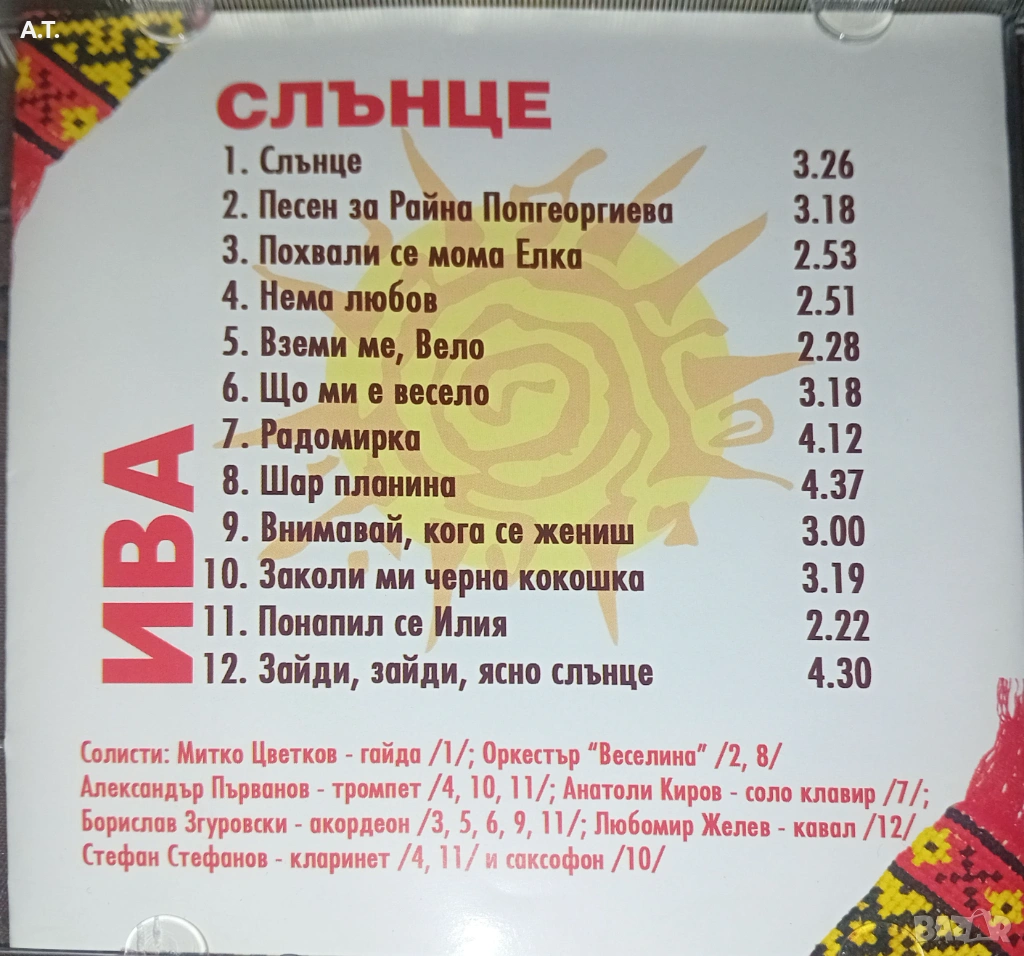 А.Т.
СЛЪНЦЕ
1. Слънце 3.26
2. Песен за Райна Попгеоргиева 3.18
3. Похвали се мома Елка 2.53
4. Нема любов 2.51
5. Вземи ме, Вело 2.28
6. Що ми е весело 3.18
7. Радомирка 4.12
8. Шар планина 4.37
9. Внимавай, кога се жениш 3.00
10. Заколи ми черна кокошка 3.19
11. Понапил се Илия 2.22
12. Зайди, зайди, ясно слънце 4.30
ИВА
Солисти: Митко Цветков - гайда /1/; Оркестър "Веселина" /2, 8/
Александър Първанов - тромпет /4, 10, 11/; Анатоли Киров - соло клавир /7/;
Борислав Згуровски - акордеон /3, 5, 6, 9, 11/; Любомир Желев - кавал /12/
Стефан Стефанов - кларинет /4, 11/ и саксофон /10/
BAZAR